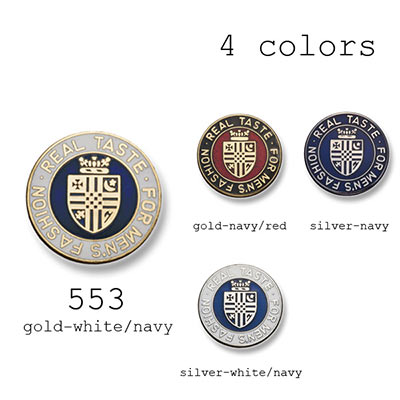 4 colors
· REAL TASTE · FOR MEN'S FASHION
553
gold-white/navy
· REAL TASTE · FOR MEN'S FASHION
gold-navy/red
· REAL TASTE · FOR MEN'S FASHION
silver-navy
· REAL TASTE · FOR MEN'S FASHION
silver-white/navy